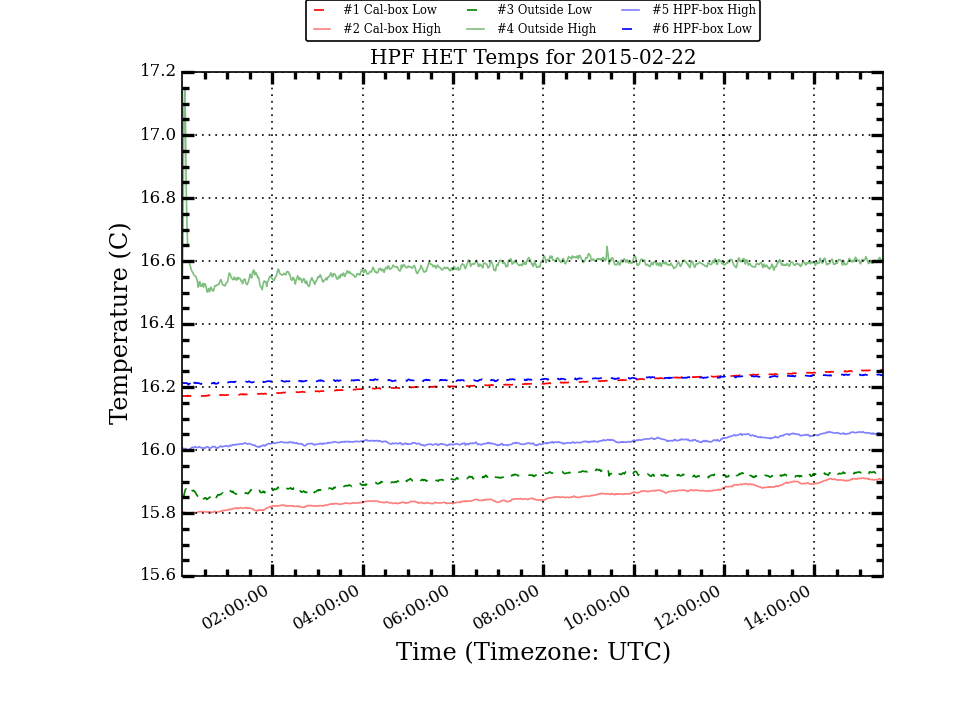 #1 Cal-box Low #3 Outside Low #5 HPF-box High
#2 Cal-box High #4 Outside High #6 HPF-box Low
HPF HET Temps for 2015-02-22
17.2
17.0
16.8
16.6
16.4
16.2
16.0
15.8
15.6
Temperature (C)
02:00:00 04:00:00 06:00:00 08:00:00 10:00:00 12:00:00 14:00:00
Time (Timezone: UTC)